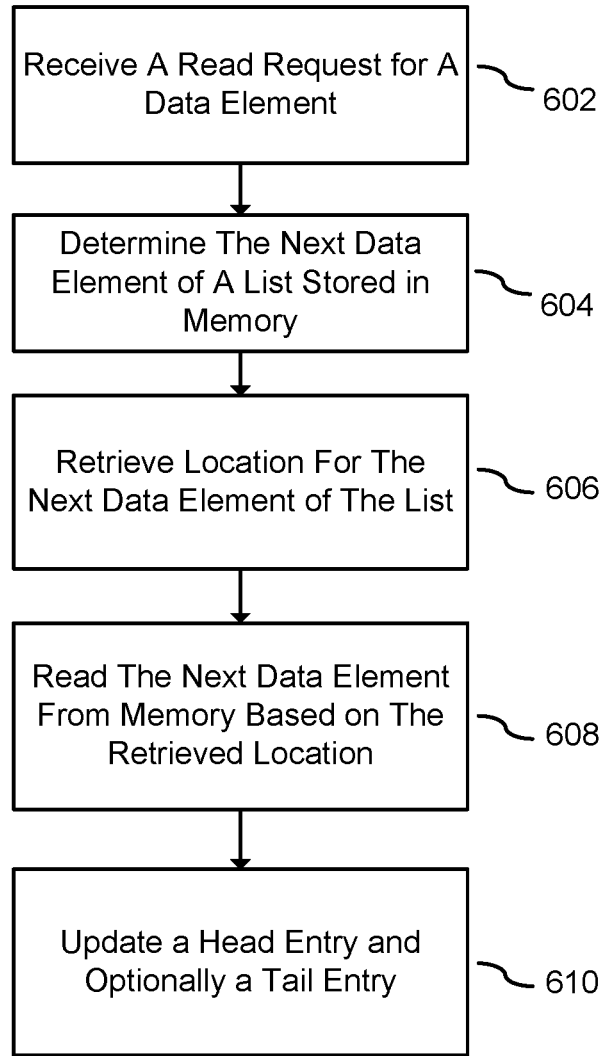 Receive A Read Request for A
Data Element
602
Determine The Next Data
Element of A List Stored in
Memory
604
Retrieve Location For The
Next Data Element of The List
606
Read The Next Data Element
From Memory Based on The
Retrieved Location
608
Update a Head Entry and
Optionally a Tail Entry
610